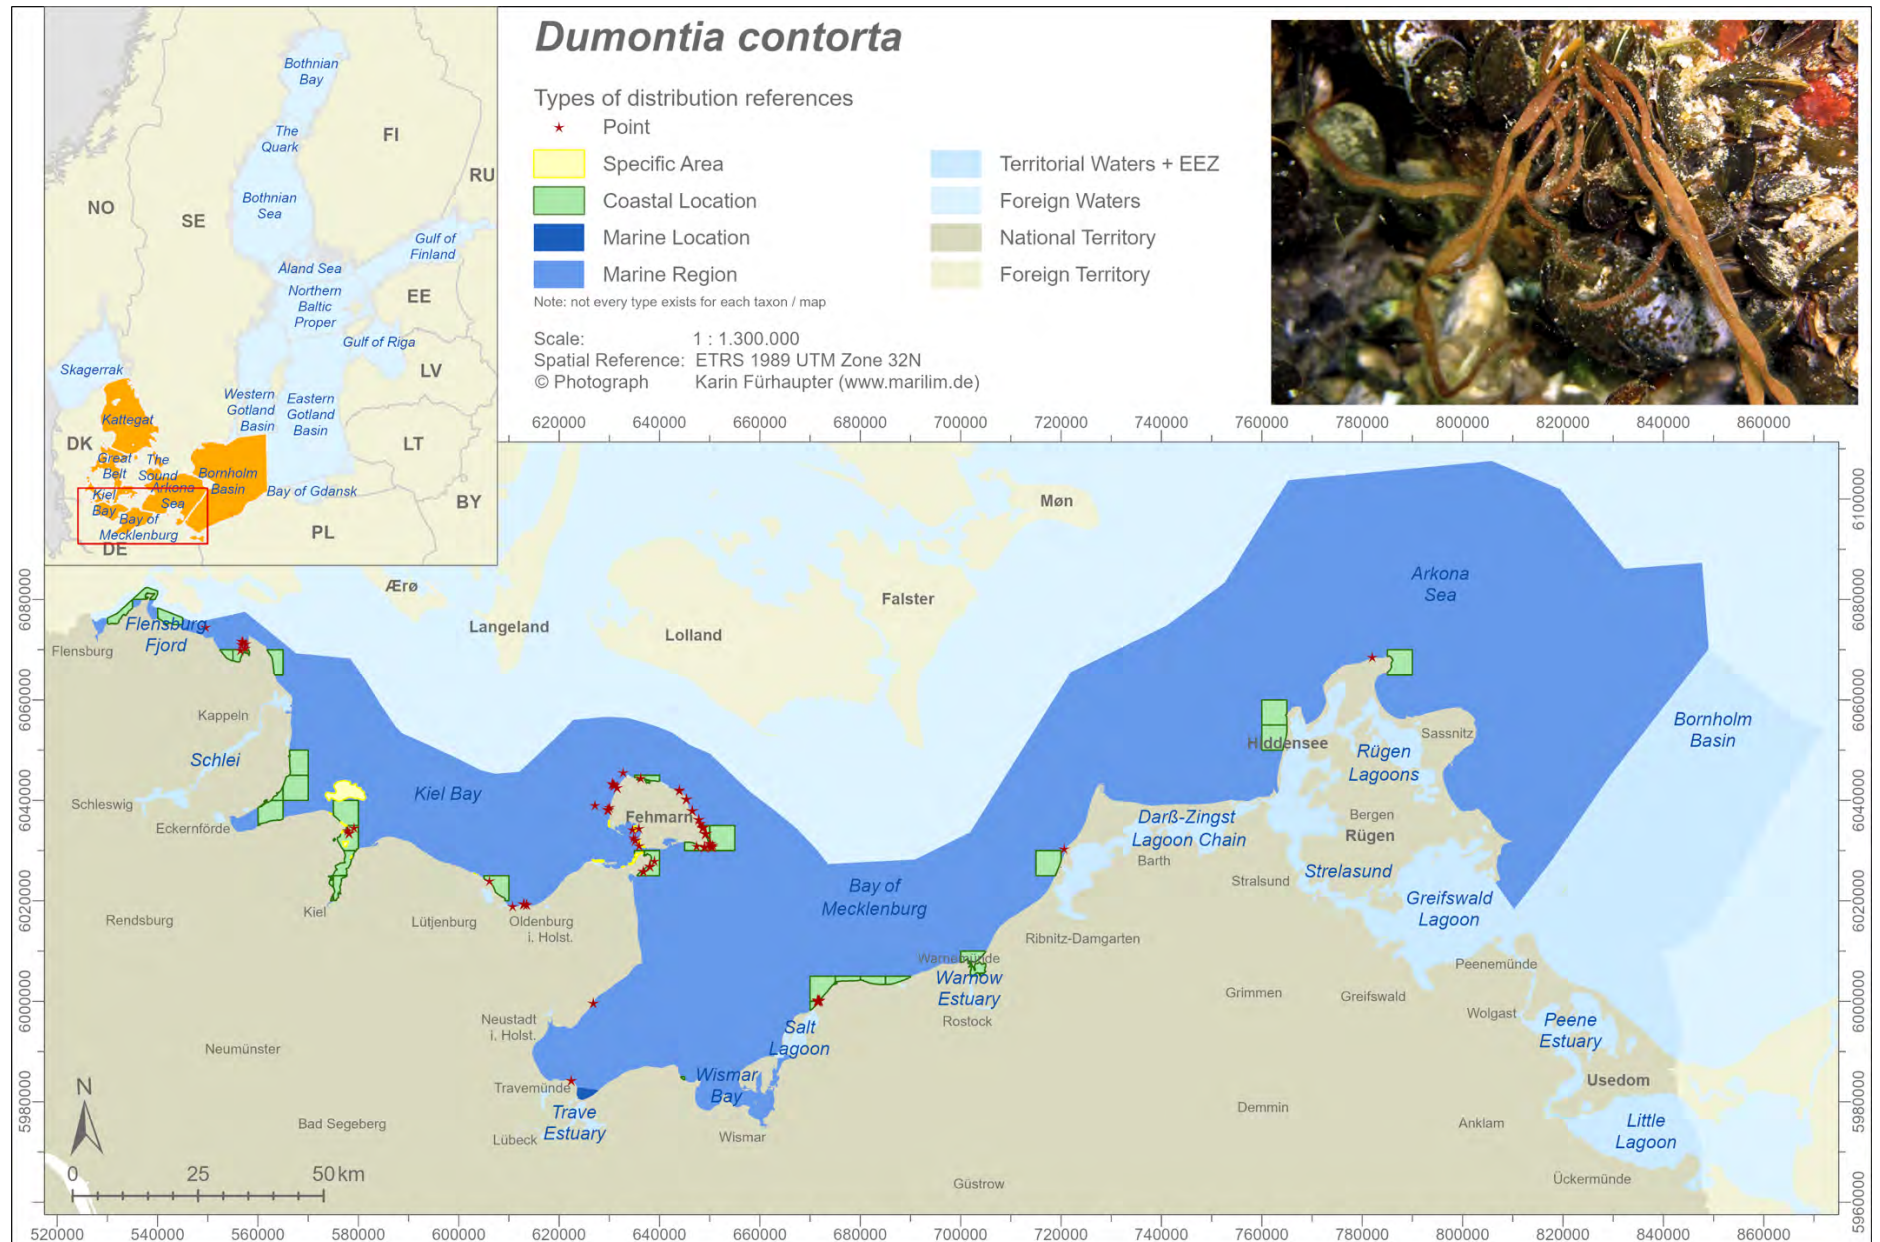 Dumontia contorta
Types of distribution references
Point
Specific Area
Coastal Location
Marine Location
Marine Region
Territorial Waters + EEZ
Foreign Waters
National Territory
Foreign Territory
Note: not every type exists for each taxon / map
Scale: 1 : 1.300.000
Spatial Reference: ETRS 1989 UTM Zone 32N
© Photograph Karin Fürhaupter (www.marilim.de)
Bothnian
Bay
The
Quark
FI
RU
NO
SE
Bothnian
Sea
Gulf of
Finland
Åland Sea
Northern
Baltic
Proper
EE
Gulf of Riga
Skagerrak
LV
Western
Gotland
Basin
Eastern
Gotland
Basin
Kattegat
DK
LT
Great
Belt
The
Sound
Bornholm
Basin
Arkona
Sea
Bay of Gdansk
Kiel
Bay
BY
Bay of
Mecklenburg
PL
DE
620000 640000 660000 680000 700000 720000 740000 760000 780000 800000 820000 840000 860000
6100000
6080000
6060000
6040000
6020000
6000000
5980000
5960000
6080000
6060000
6040000
6020000
6000000
5980000
Møn
Ærø
Arkona
Sea
Falster
Langeland
Lolland
Flensburg
Fjord
Flensburg
Kappeln
Bornholm
Basin
Sassnitz
Hiddensee
Rügen
Lagoons
Schlei
Schleswig
Kiel Bay
Eckernförde
Fehmarn
Bergen
Rügen
Darß-Zingst
Lagoon Chain
Barth
Strelasund
Stralsund
Bay of
Mecklenburg
Greifswald
Lagoon
Kiel
Rendsburg
Lütjenburg
Oldenburg
i. Holst.
Ribnitz-Damgarten
Warnemünde
Peenemünde
Warnow
Estuary
Grimmen
Greifswald
Wolgast
Rostock
Neustadt
i. Holst.
Salt
Lagoon
Peene
Estuary
Neumünster
Wismar
Bay
Usedom
Travemünde
N
Trave
Estuary
Demmin
Bad Segeberg
Anklam
Little
Lagoon
Lübeck
Wismar
0 25 50 km
Güstrow
Ückermünde
520000 540000 560000 580000 600000 620000 640000 660000 680000 700000 720000 740000 760000 780000 800000 820000 840000 860000